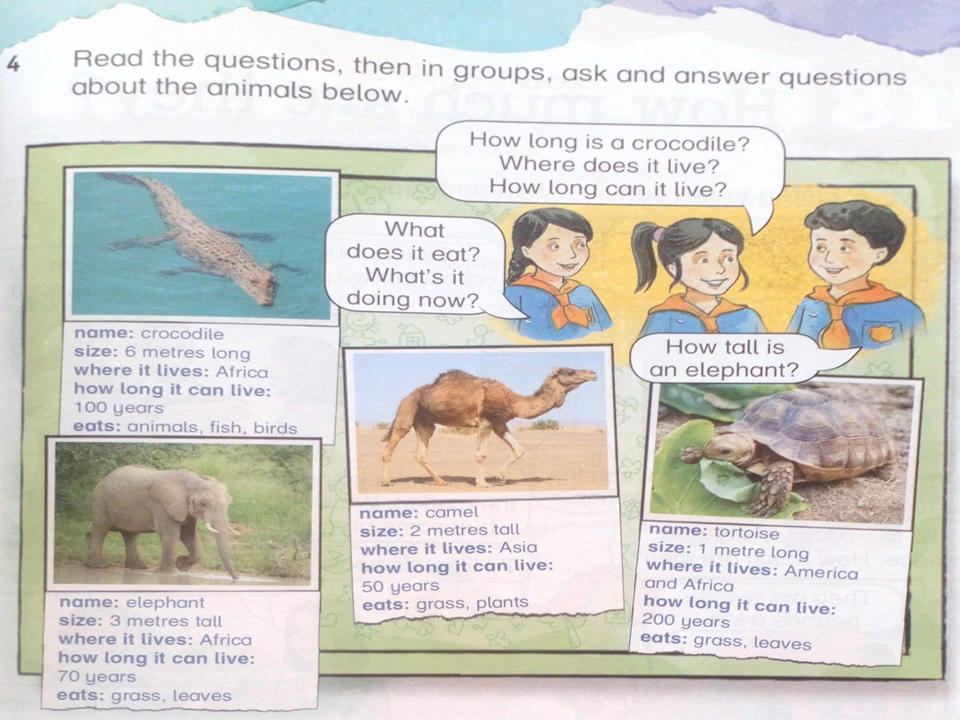 4 Read the questions, then in groups, ask and answer questions
about the animals below.
How long is a crocodile?
Where does it live?
How long can it live?
What
does it eat?
What's it
doing now?
How tall is
an elephant?
name: crocodile
size: 6 metres long
where it lives: Africa
how long it can live:
100 years
eats: animals, fish, birds
name: elephant
size: 3 metres tall
where it lives: Africa
how long it can live:
70 years
eats: grass, leaves
name: camel
size: 2 metres tall
where it lives: Asia
how long it can live:
50 years
eats: grass, plants
name: tortoise
size: 1 metre long
where it lives: America
and Africa
how long it can live:
200 years
eats: grass, leaves